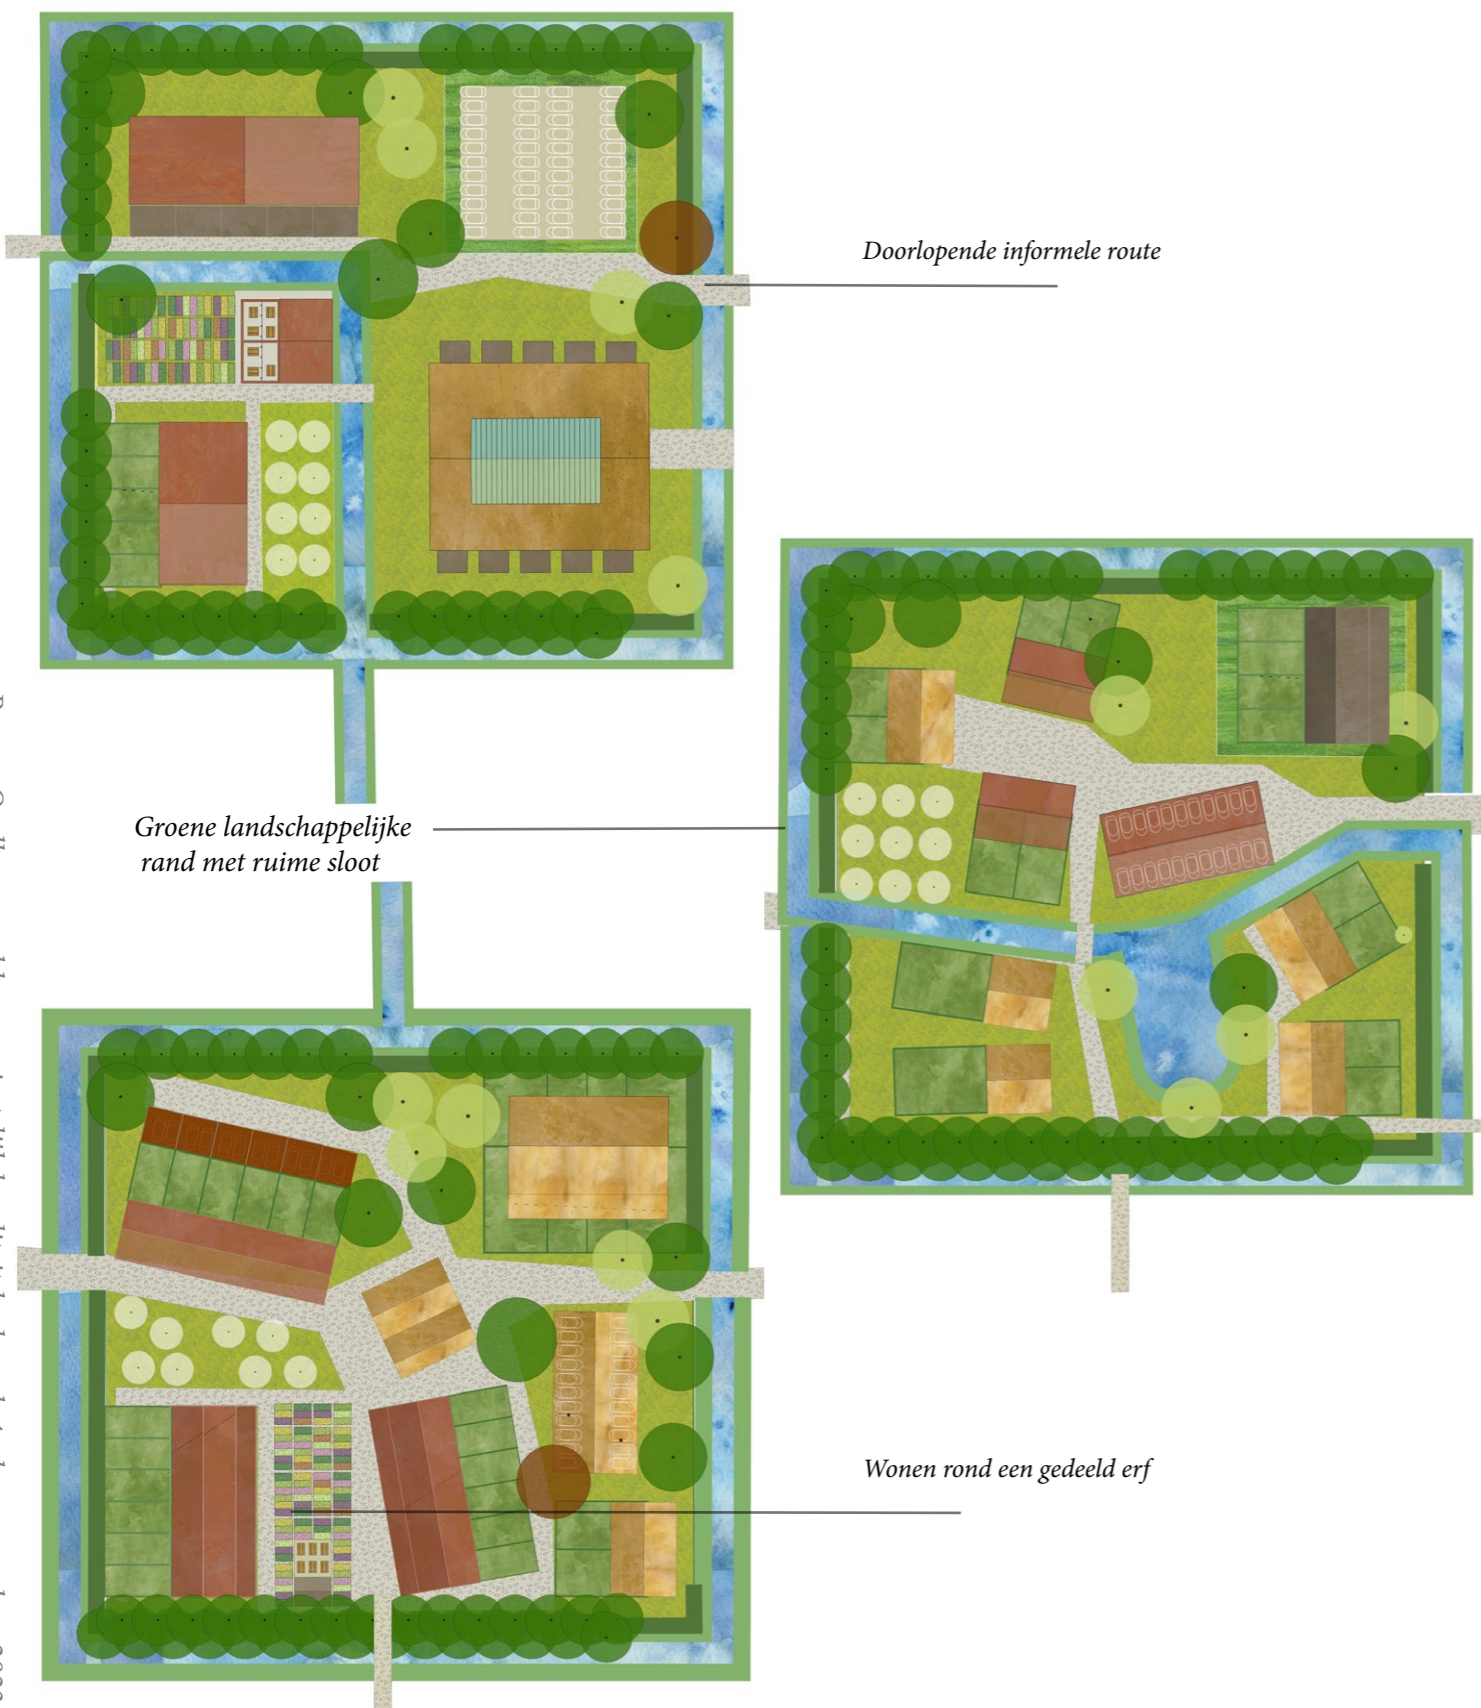 Doorlopende informele route
Groene landschappelijke
rand met ruime sloot
Wonen rond een gedeeld erf